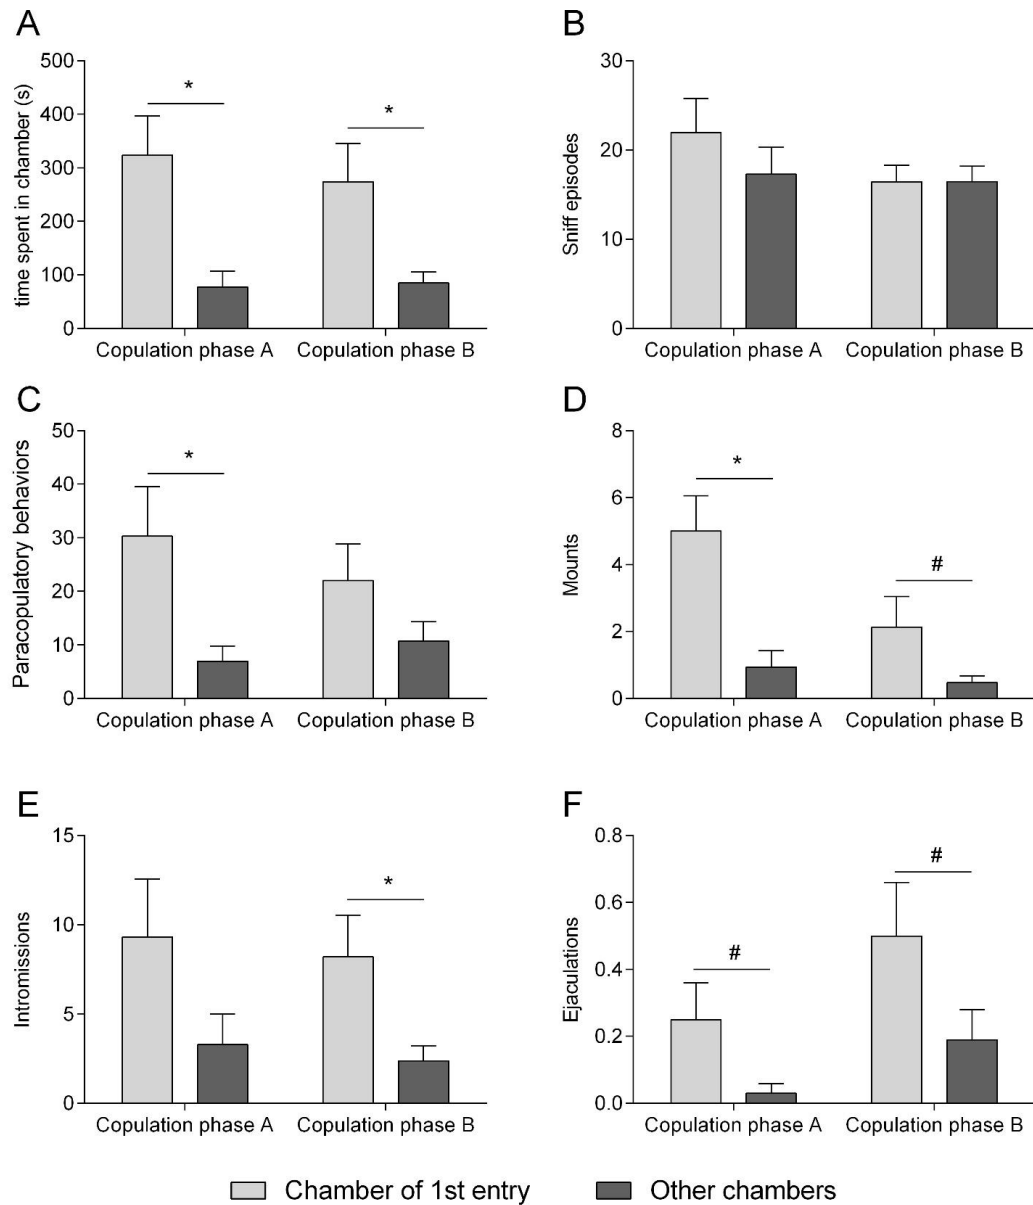 A
time spent in chamber (s)
500
400
300
200
100
0
*
*
Copulation phase A
Copulation phase B
B
Sniff episodes
30
20
10
0
Copulation phase A
Copulation phase B
C
Paracopulatory behaviors
50
40
30
20
10
0
*
Copulation phase A
Copulation phase B
D
Mounts
8
6
4
2
0
*
#
Copulation phase A
Copulation phase B
E
Intromissions
15
10
5
0
*
Copulation phase A
Copulation phase B
F
Ejaculations
0.8
0.6
0.4
0.2
0.0
#
#
Copulation phase A
Copulation phase B
Chamber of 1st entry
Other chambers